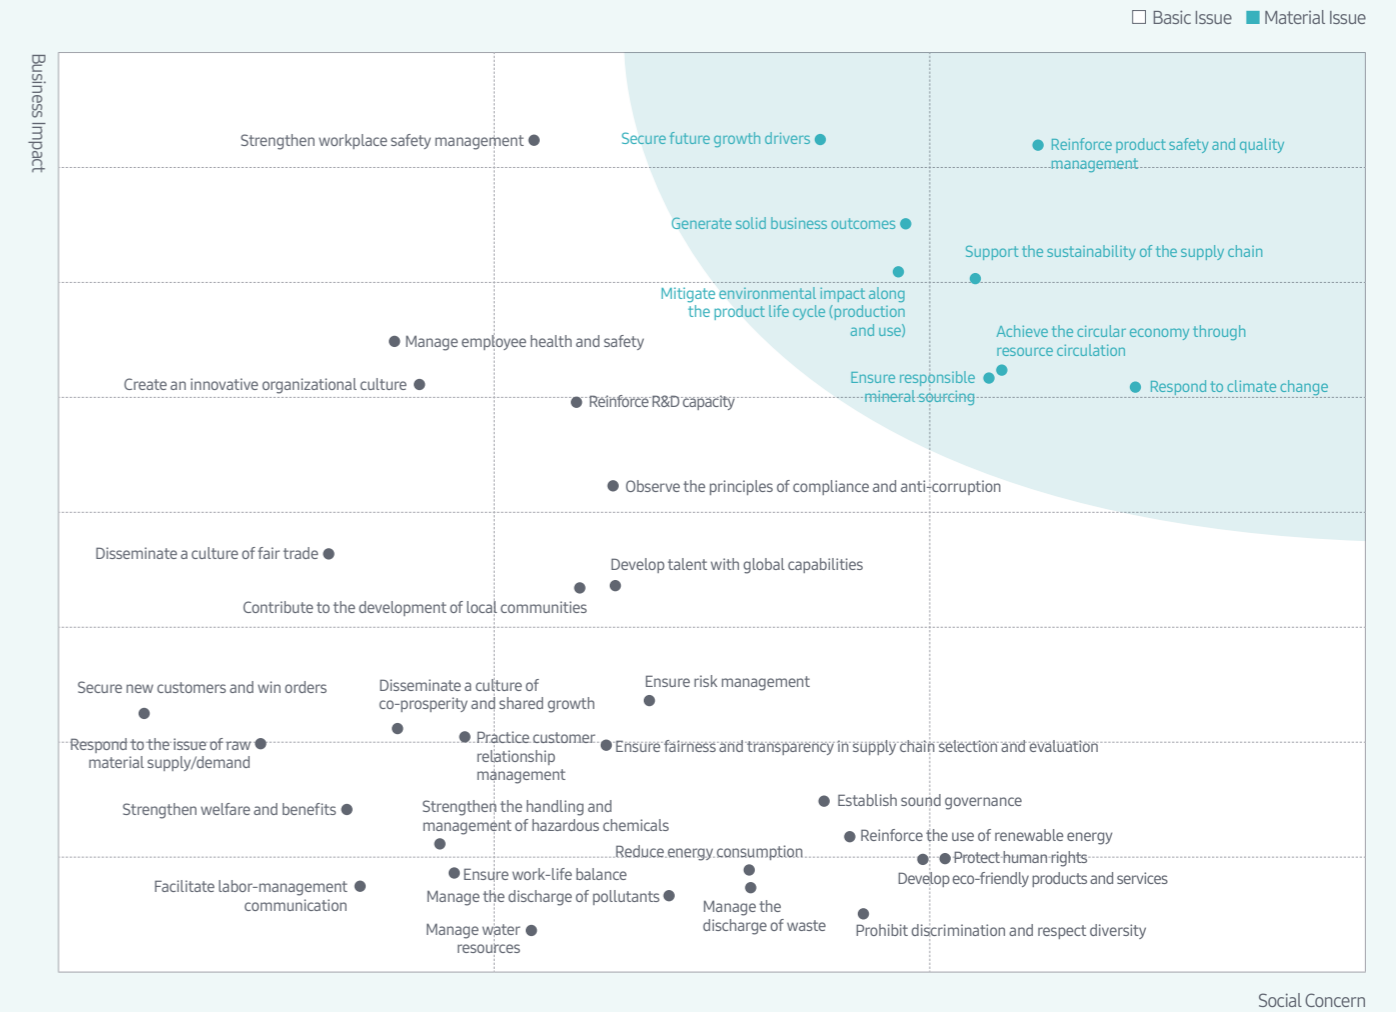 Basic Issue
Material Issue
Business Impact
Strengthen workplace safety management
Secure future growth drivers
Reinforce product safety and quality
management
Generate solid business outcomes
Support the sustainability of the supply chain
Mitigate environmental impact along
the product life cycle (production
and use)
Achieve the circular economy through
resource circulation
Manage employee health and safety
Ensure responsible
mineral sourcing
Respond to climate change
Create an innovative organizational culture
Reinforce R&D capacity
Observe the principles of compliance and anti-corruption
Disseminate a culture of fair trade
Develop talent with global capabilities
Contribute to the development of local communities
Secure new customers and win orders
Disseminate a culture of
co-prosperity and shared growth
Ensure risk management
Respond to the issue of raw
material supply/demand
Practice customer
relationship
management
Ensure fairness and transparency in supply chain selection and evaluation
Strengthen welfare and benefits
Strengthen the handling and
management of hazardous chemicals
Establish sound governance
Reinforce the use of renewable energy
Reduce energy consumption
Protect human rights
Develop eco-friendly products and services
Ensure work-life balance
Facilitate labor-management
communication
Manage the discharge of pollutants
Manage the
discharge of waste
Manage water
resources
Prohibit discrimination and respect diversity
Social Concern